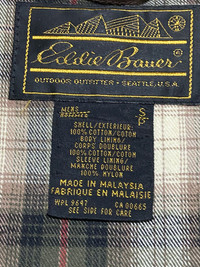 Eddie Bauer®
OUTDOOR OUTFITTER • SEATTLE, U.S.A.
MENS
HOMMES
S/P
SHELL/EXTERIEUR:
100% COTTON/COTON
BODY LINING/
CORPS DOUBLURE
100% COTTON/COTON
SLEEVE LINING/
MANCHE DOUBLURE
100% NYLON
MADE IN MALAYSIA
FABRIQUE EN MALAISIE
WPL 9647 CA 00665
SEE SIDE FOR CARE